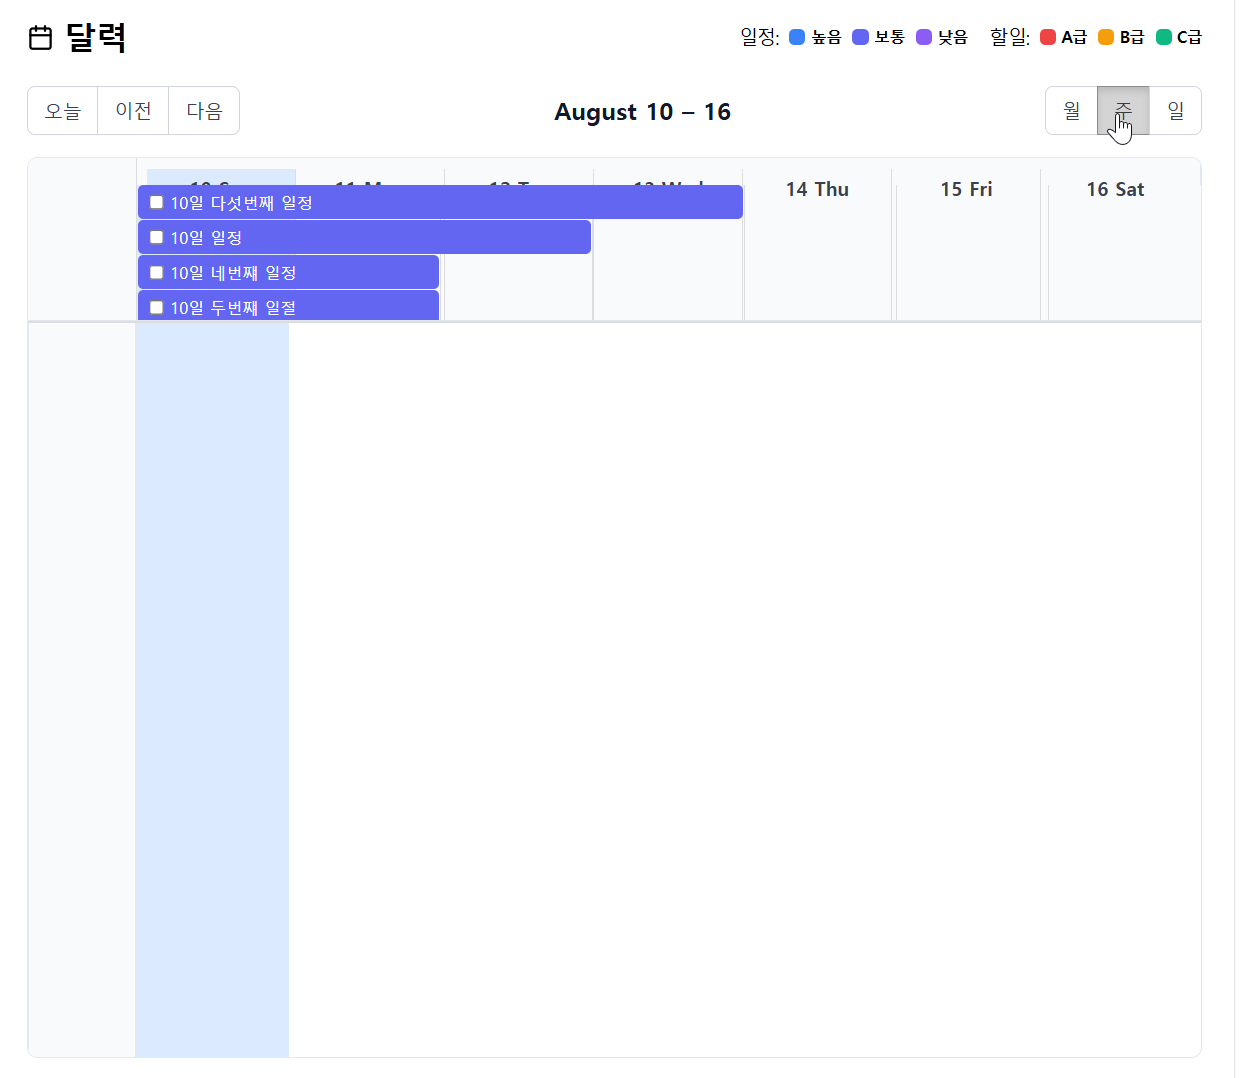 달력
일정: 높음 보통 낮음 할일: A급 B급 C급
오늘 이전 다음
August 10 – 16
월 주 일
14 Thu 15 Fri 16 Sat
10일 다섯번째 일정
10일 일정
10일 네번째 일정
10일 두번째 일절